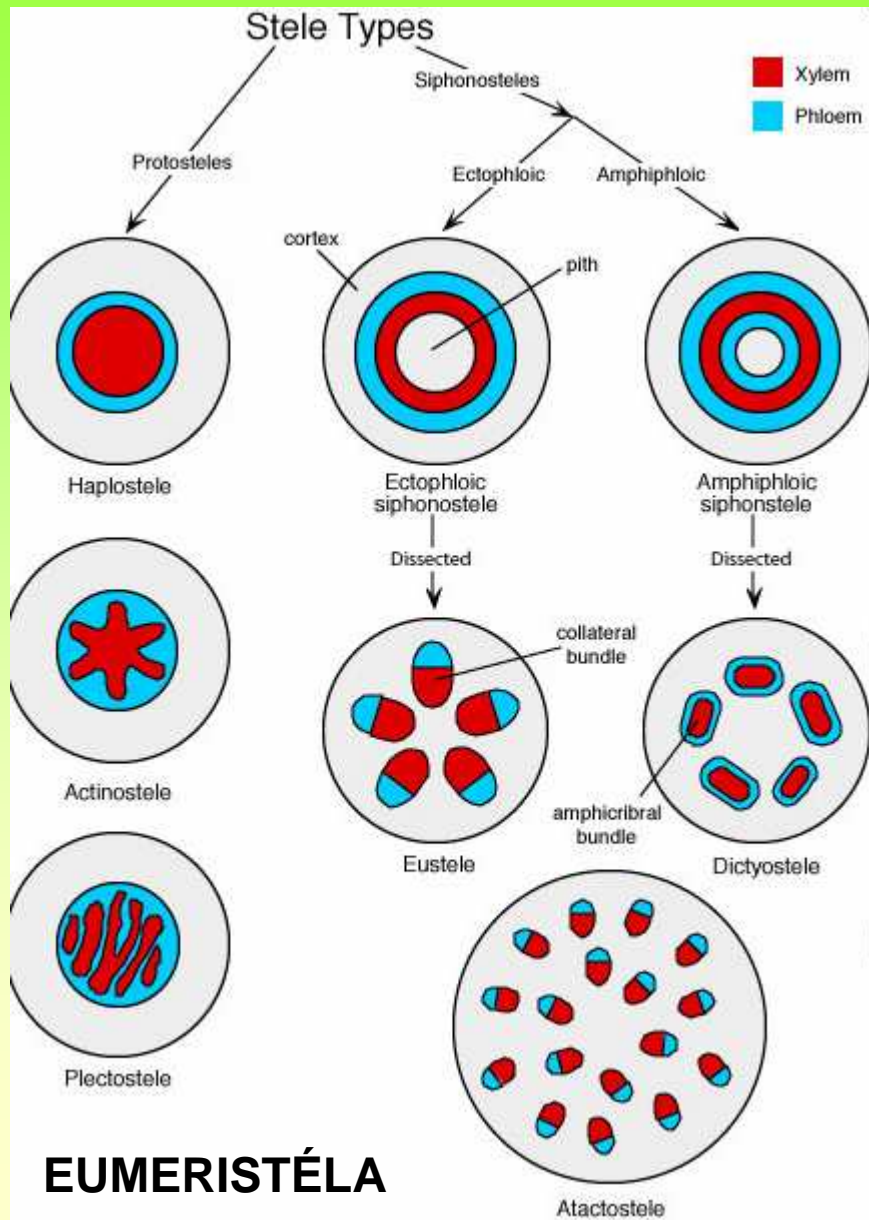 Stele Types
Siphonosteles
Xylem
Phloem
Protosteles
Ectophloic
Amphiphloic
cortex
pith
Haplostele
Ectophloic
siphonostele
Amphiphloic
siphonstele
Dissected
Dissected
collateral
bundle
Actinostele
amphicribral
bundle
Eustele
Dictyostele
Plectostele
EUMERISTÉLA
Atactostele